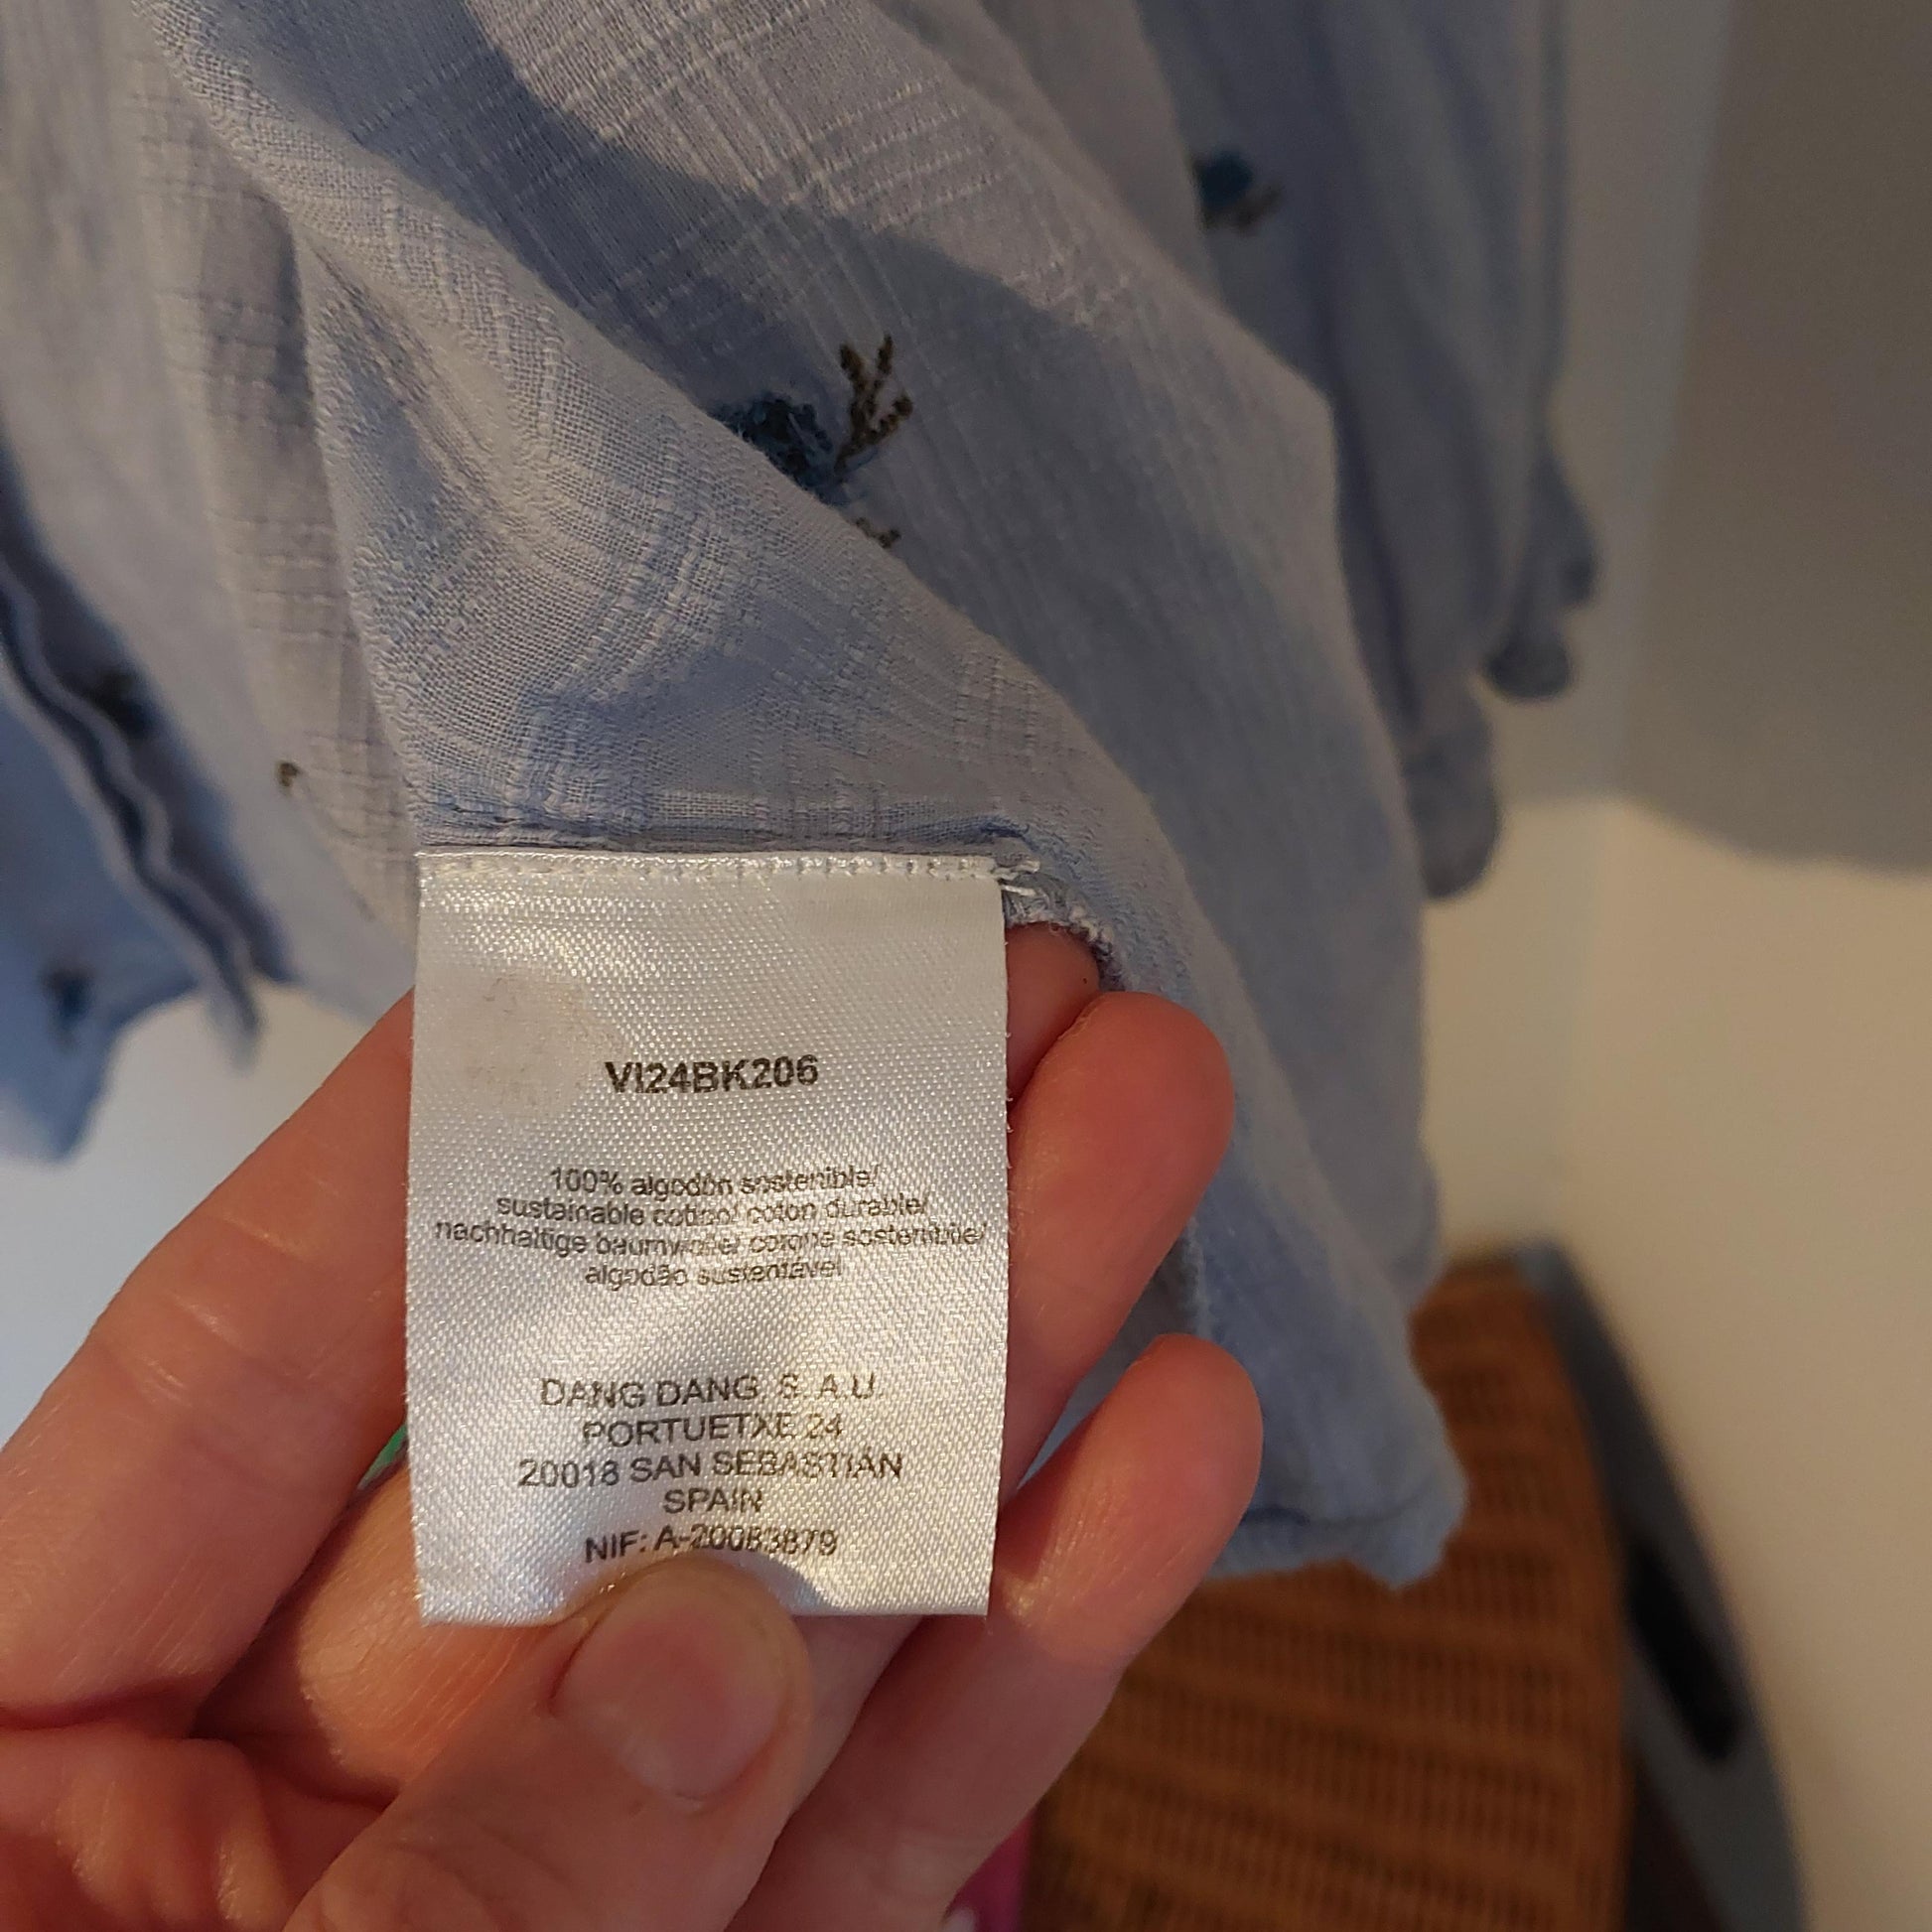 VI24BK206
100% algodón sostenible/
sustainable cotton/ coton durable/
nachhaltige baumwolle/ cotone sostenibile/
algodão sustentável
DANG DANG S.A.U.
PORTUETXE 24
20018 SAN SEBASTIÁN
SPAIN
NIF: A-20083879